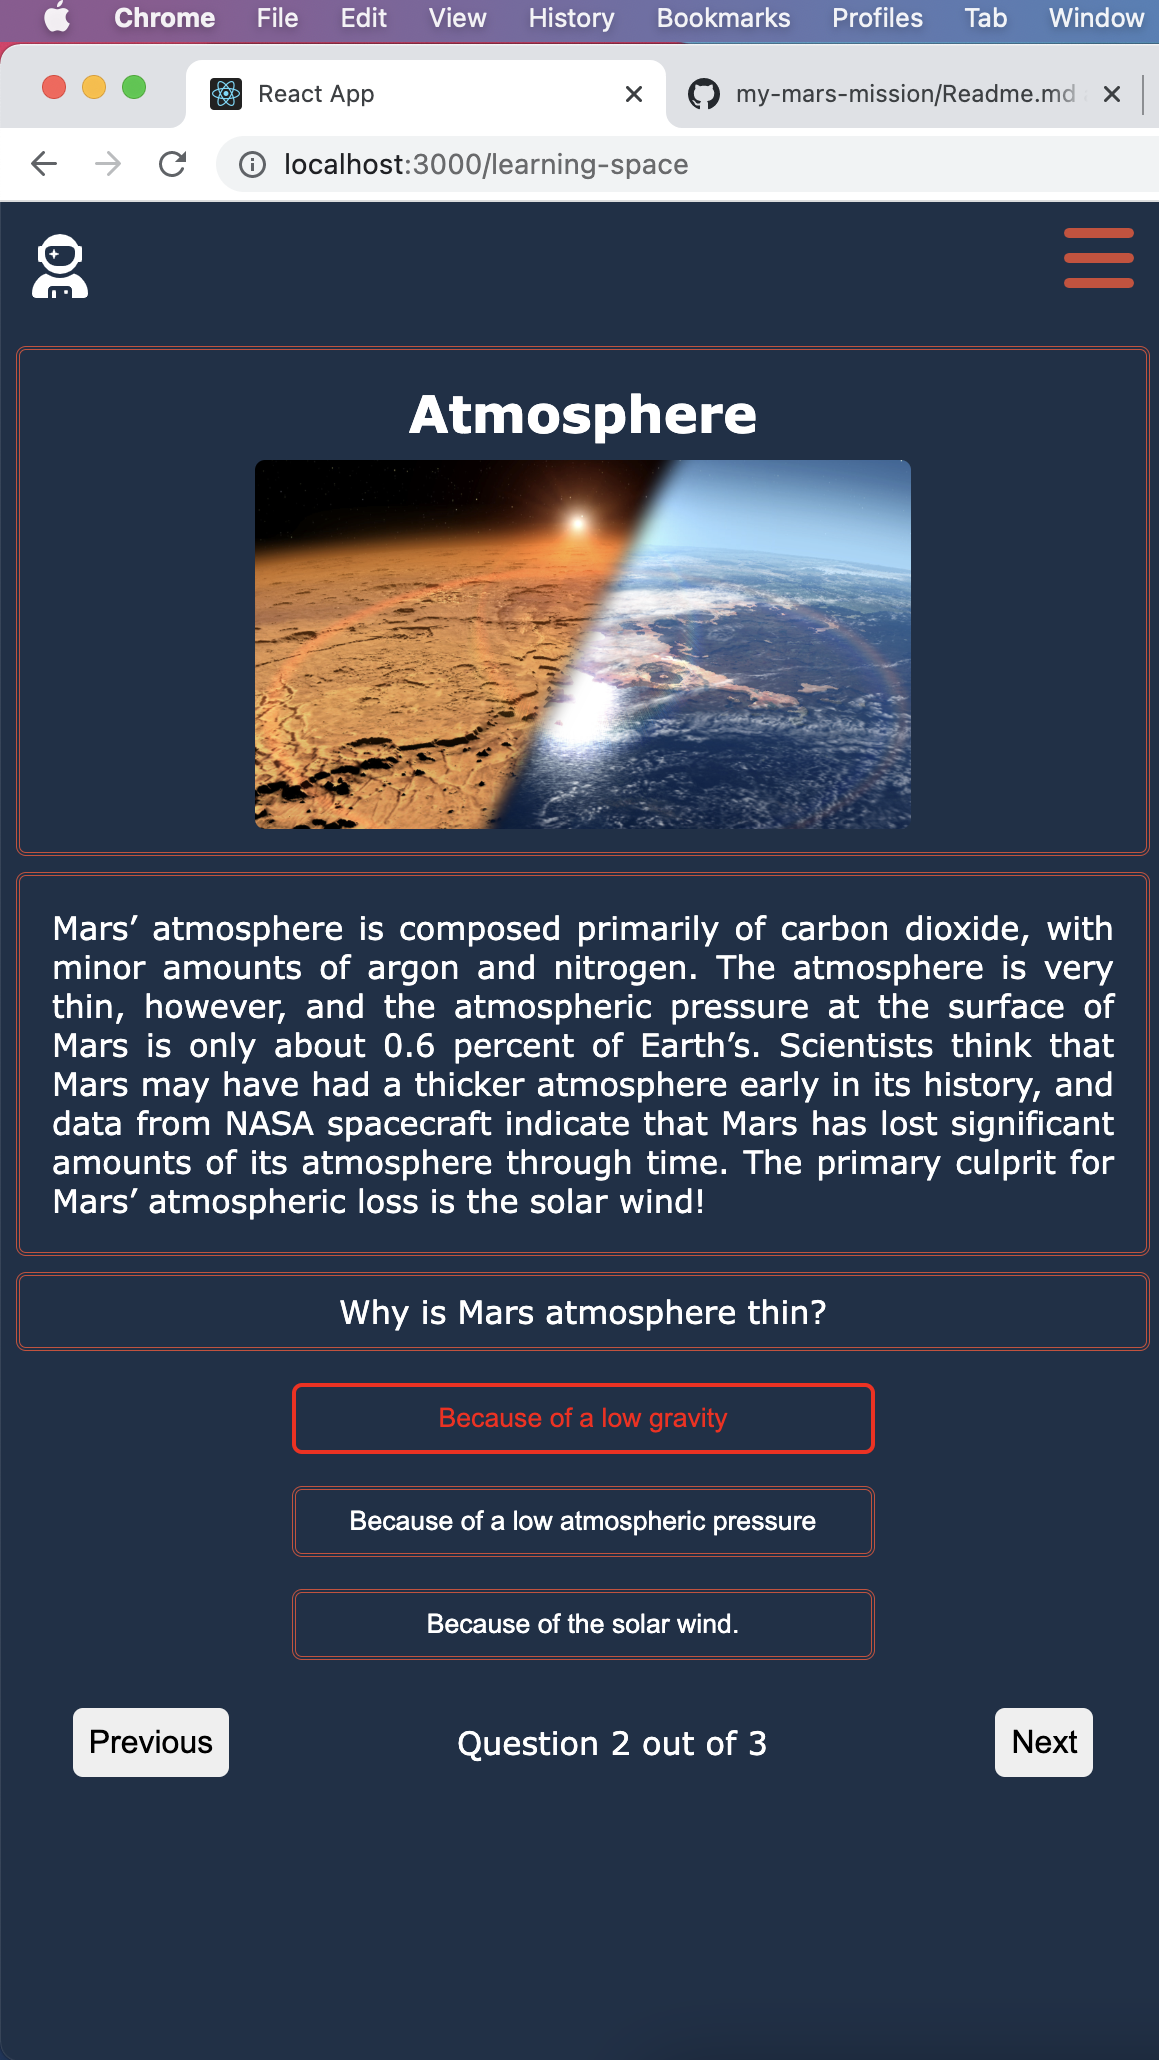 Chrome File Edit View History Bookmarks Profiles Tab Window
React App
my-mars-mission/Readme.md
localhost:3000/learning-space
Atmosphere
Mars’ atmosphere is composed primarily of carbon dioxide, with
minor amounts of argon and nitrogen. The atmosphere is very
thin, however, and the atmospheric pressure at the surface of
Mars is only about 0.6 percent of Earth’s. Scientists think that
Mars may have had a thicker atmosphere early in its history, and
data from NASA spacecraft indicate that Mars has lost significant
amounts of its atmosphere through time. The primary culprit for
Mars’ atmospheric loss is the solar wind!
Why is Mars atmosphere thin?
Because of a low gravity
Because of a low atmospheric pressure
Because of the solar wind.
Previous
Question 2 out of 3
Next